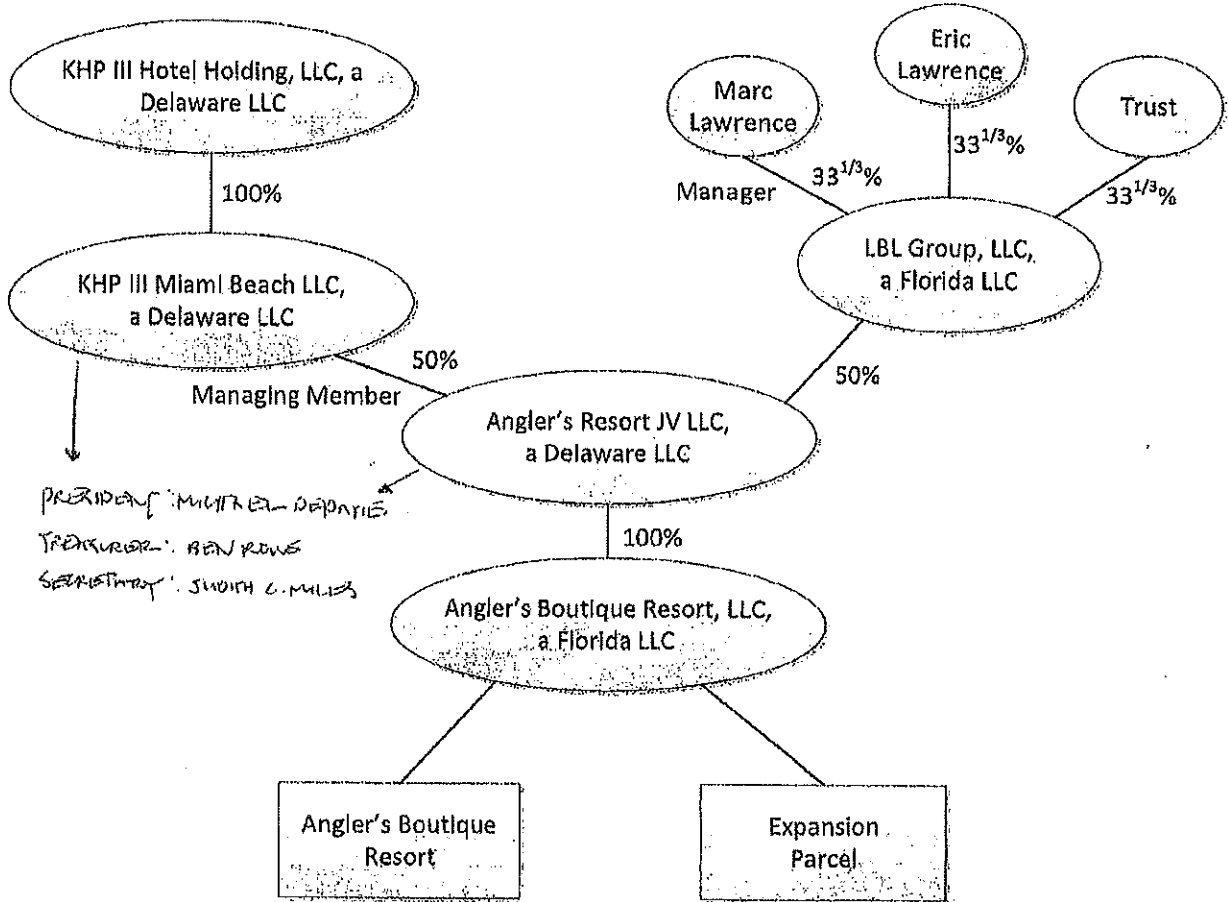 KHP III Hotel Holding, LLC, a
Delaware LLC
100%
KHP III Miami Beach LLC,
a Delaware LLC
Eric
Lawrence
Marc
Lawrence
Trust
33 1/3%
33 1/3%
33 1/3%
Manager
LBL Group, LLC,
a Florida LLC
50%
50%
Managing Member
Angler's Resort JV LLC,
a Delaware LLC
PRESIDENT: MICHAEL DEPATIE
TREASURER: BEN ROWE
SECRETARY: JUDITH C. MILES
100%
Angler's Boutique Resort, LLC,
a Florida LLC
Angler's Boutique
Resort
Expansion
Parcel